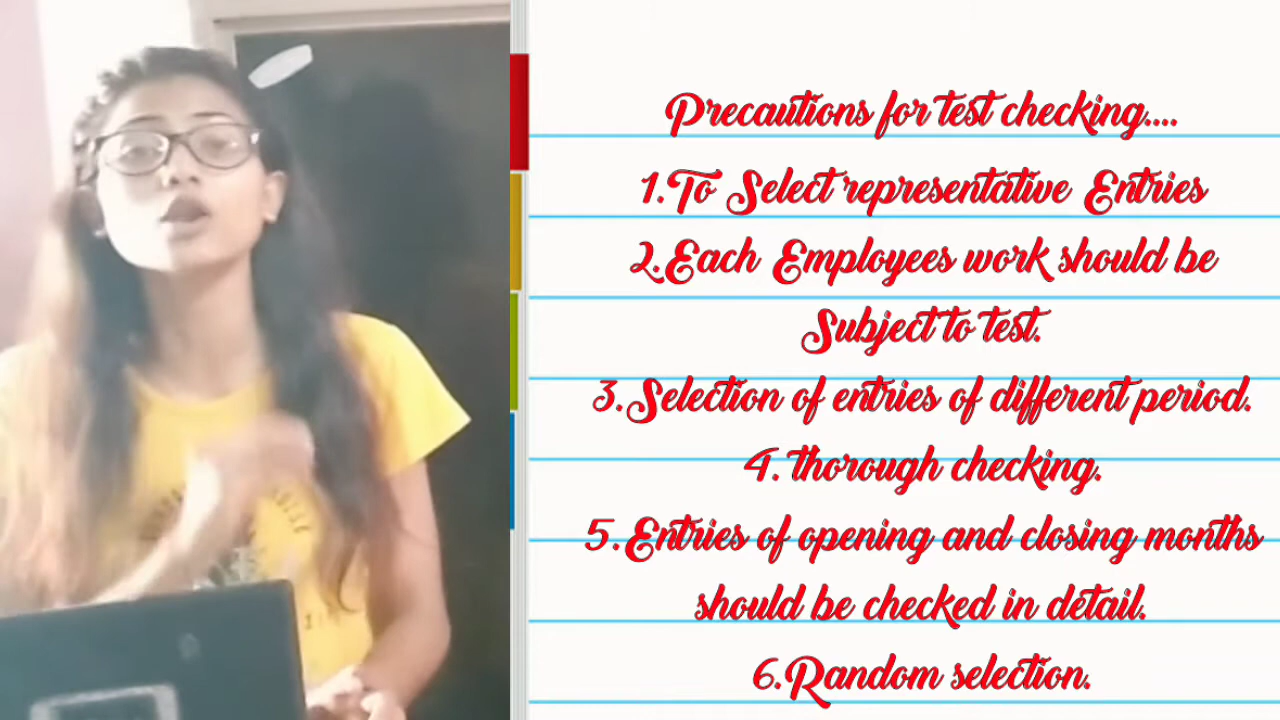 Precautions for test checking....
1.To Select representative Entries
2.Each Employees work should be
Subject to test.
3.Selection of entries of different period.
4. thorough checking.
5.Entries of opening and closing months
should be checked in detail.
6.Random selection.